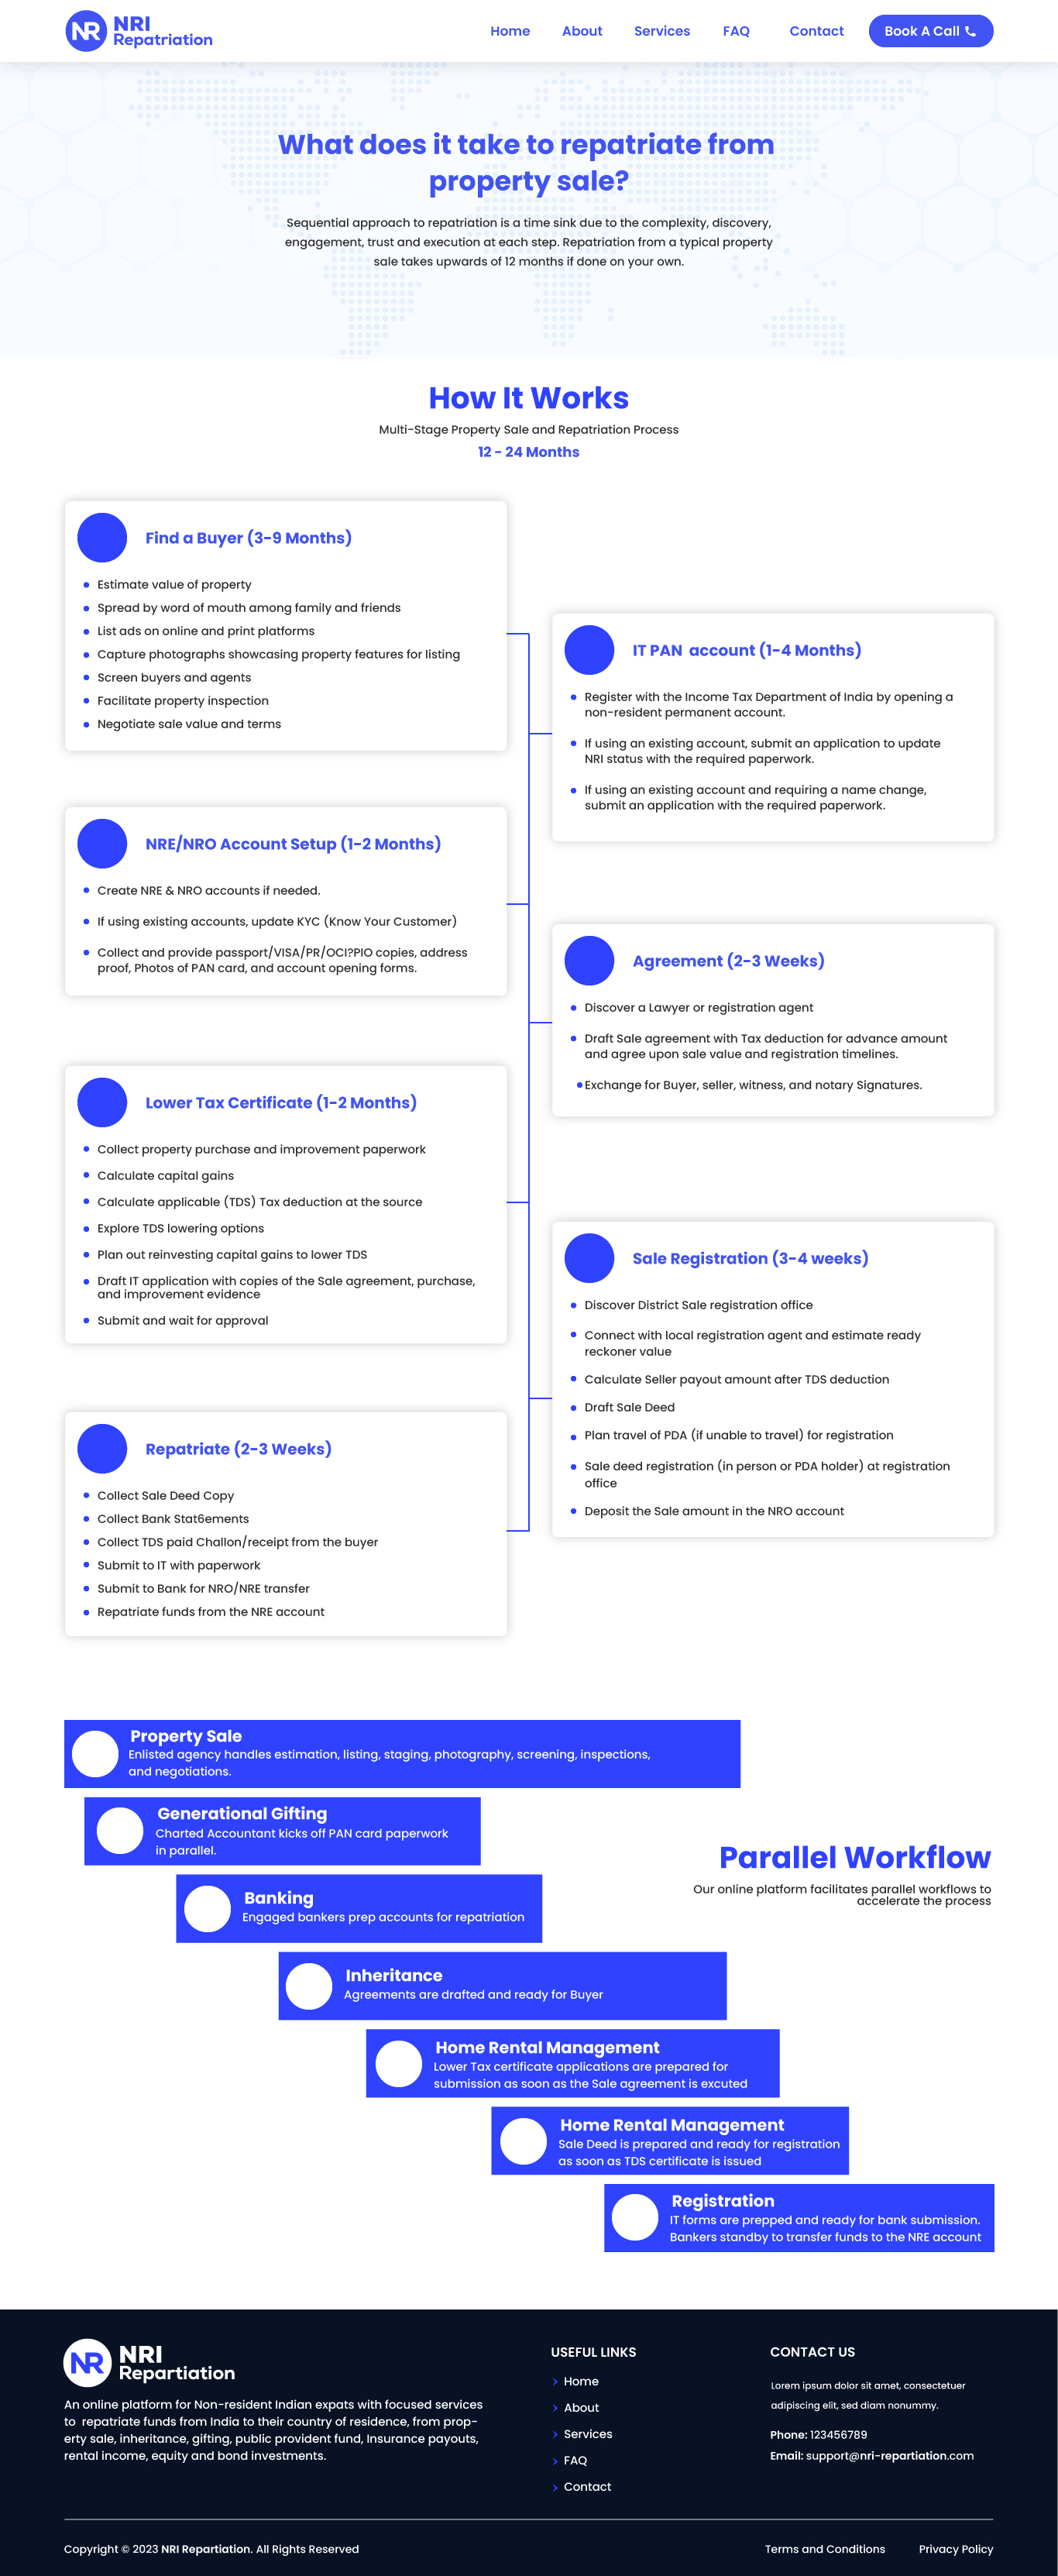 NR NRI
Repatriation
Home About Services FAQ Contact Book A Call
What does it take to repatriate from
property sale?
Sequential approach to repatriation is a time sink due to the complexity, discovery,
engagement, trust and execution at each step. Repatriation from a typical property
sale takes upwards of 12 months if done on your own.
How It Works
Multi-Stage Property Sale and Repatriation Process
12 - 24 Months
Find a Buyer (3-9 Months)
Estimate value of property
Spread by word of mouth among family and friends
List ads on online and print platforms
Capture photographs showcasing property features for listing
Screen buyers and agents
Facilitate property inspection
Negotiate sale value and terms
IT PAN account (1-4 Months)
Register with the Income Tax Department of India by opening a
non-resident permanent account.
If using an existing account, submit an application to update
NRI status with the required paperwork.
If using an existing account and requiring a name change,
submit an application with the required paperwork.
NRE/NRO Account Setup (1-2 Months)
Create NRE & NRO accounts if needed.
If using existing accounts, update KYC (Know Your Customer)
Collect and provide passport/VISA/PR/OCI?PIO copies, address
proof, Photos of PAN card, and account opening forms.
Agreement (2-3 Weeks)
Discover a Lawyer or registration agent
Draft Sale agreement with Tax deduction for advance amount
and agree upon sale value and registration timelines.
Exchange for Buyer, seller, witness, and notary Signatures.
Lower Tax Certificate (1-2 Months)
Collect property purchase and improvement paperwork
Calculate capital gains
Calculate applicable (TDS) Tax deduction at the source
Explore TDS lowering options
Plan out reinvesting capital gains to lower TDS
Draft IT application with copies of the Sale agreement, purchase,
and improvement evidence
Submit and wait for approval
Sale Registration (3-4 weeks)
Discover District Sale registration office
Connect with local registration agent and estimate ready
reckoner value
Calculate Seller payout amount after TDS deduction
Draft Sale Deed
Plan travel of PDA (if unable to travel) for registration
Sale deed registration (in person or PDA holder) at registration
office
Deposit the Sale amount in the NRO account
Repatriate (2-3 Weeks)
Collect Sale Deed Copy
Collect Bank Stat6ements
Collect TDS paid Challon/receipt from the buyer
Submit to IT with paperwork
Submit to Bank for NRO/NRE transfer
Repatriate funds from the NRE account
Property Sale
Enlisted agency handles estimation, listing, staging, photography, screening, inspections,
and negotiations.
Generational Gifting
Charted Accountant kicks off PAN card paperwork
in parallel.
Parallel Workflow
Our online platform facilitates parallel workflows to
accelerate the process
Banking
Engaged bankers prep accounts for repatriation
Inheritance
Agreements are drafted and ready for Buyer
Home Rental Management
Lower Tax certificate applications are prepared for
submission as soon as the Sale agreement is excuted
Home Rental Management
Sale Deed is prepared and ready for registration
as soon as TDS certificate is issued
Registration
IT forms are prepped and ready for bank submission.
Bankers standby to transfer funds to the NRE account
NR NRI
Repartiation
An online platform for Non-resident Indian expats with focused services
to repatriate funds from India to their country of residence, from prop-
erty sale, inheritance, gifting, public provident fund, Insurance payouts,
rental income, equity and bond investments.
USEFUL LINKS
Home
About
Services
FAQ
Contact
CONTACT US
Lorem ipsum dolor sit amet, consectetuer
adipiscing elit, sed diam nonummy.
Phone: 123456789
Email: support@nri-repartiation.com
Copyright © 2023 NRI Repartiation. All Rights Reserved
Terms and Conditions Privacy Policy